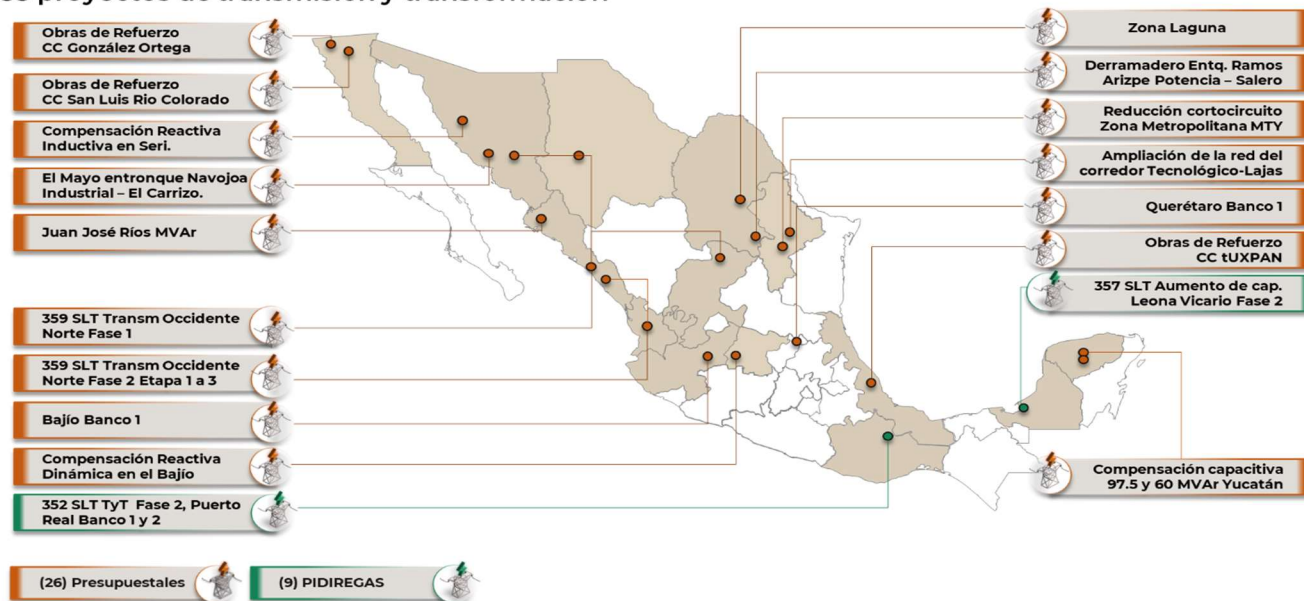 proyectos de transmisión y transformación
Obras de Refuerzo
CC González Ortega
Obras de Refuerzo
CC San Luis Rio Colorado
Compensación Reactiva
Inductiva en Seri.
El Mayo entronque Navojoa
Industrial – El Carrizo.
Juan José Ríos MVAr
359 SLT Transm Occidente
Norte Fase 1
359 SLT Transm Occidente
Norte Fase 2 Etapa 1 a 3
Bajío Banco 1
Compensación Reactiva
Dinámica en el Bajío
352 SLT TyT Fase 2, Puerto
Real Banco 1 y 2
Zona Laguna
Derramadero Entq. Ramos
Arizpe Potencia – Salero
Reducción cortocircuito
Zona Metropolitana MTY
Ampliación de la red del
corredor Tecnológico-Lajas
Querétaro Banco 1
Obras de Refuerzo
CC tUXPAN
357 SLT Aumento de cap.
Leona Vicario Fase 2
Compensación capacitiva
97.5 y 60 MVAr Yucatán
(26) Presupuestales
(9) PIDIREGAS